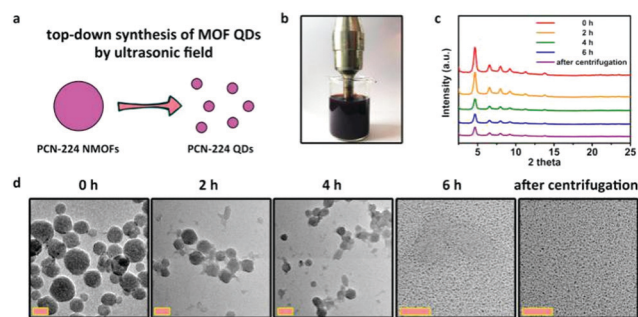 a
top-down synthesis of MOF QDs
by ultrasonic field
PCN-224 NMOFs
PCN-224 QDs
b
c
Intensity (a.u.)
0 h
2 h
4 h
6 h
after centrifugation
5
10
15
20
25
2 theta
d
0 h
2 h
4 h
6 h
after centrifugation